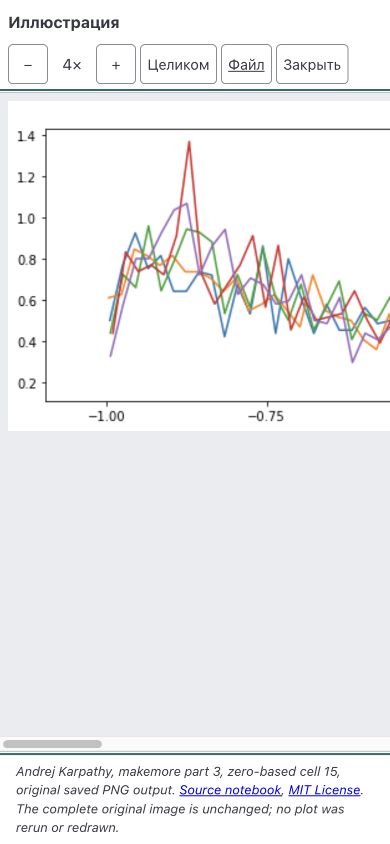 Иллюстрация
− 4× + Целиком Файл Закрыть
1.4
1.2
1.0
0.8
0.6
0.4
0.2
−1.00 −0.75
Andrej Karpathy, makemore part 3, zero-based cell 15,
original saved PNG output. Source notebook, MIT License.
The complete original image is unchanged; no plot was
rerun or redrawn.